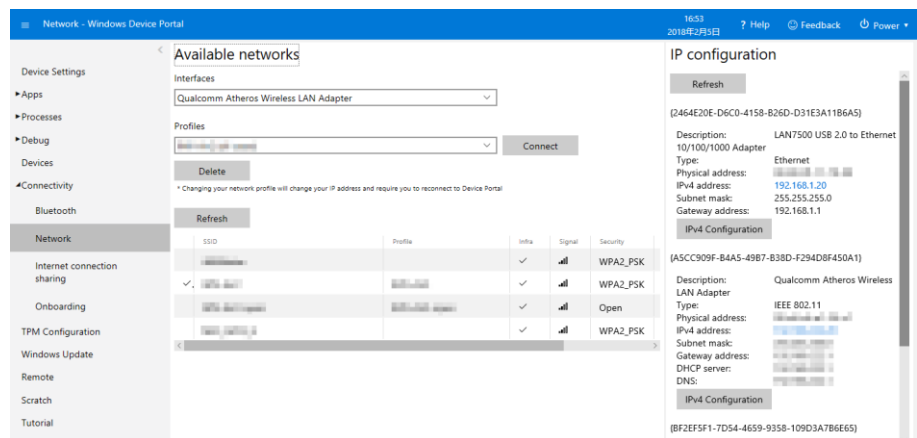 Network - Windows Device Portal
16:53
2018年2月5日
? Help
Feedback
Power
Device Settings
Apps
Processes
Debug
Devices
Connectivity
Bluetooth
Network
Internet connection
sharing
Onboarding
TPM Configuration
Windows Update
Remote
Scratch
Tutorial
Available networks
Interfaces
Qualcomm Atheros Wireless LAN Adapter
Profiles
Connect
Delete
* Changing your network profile will change your IP address and require you to reconnect to Device Portal
Refresh
SSID Profile Infra Signal Security
WPA2_PSK
WPA2_PSK
Open
WPA2_PSK
IP configuration
Refresh
{2464E20E-D6C0-4158-B26D-D31E3A11B6A5}
Description: LAN7500 USB 2.0 to Ethernet
10/100/1000 Adapter
Type: Ethernet
Physical address:
IPv4 address: 192.168.1.20
Subnet mask: 255.255.255.0
Gateway address: 192.168.1.1
IPv4 Configuration
{A5CC909F-B4A5-49B7-B38D-F294D8F450A1}
Description: Qualcomm Atheros Wireless
LAN Adapter
Type: IEEE 802.11
Physical address:
IPv4 address:
Subnet mask:
Gateway address:
DHCP server:
DNS:
IPv4 Configuration
{BF2EF5F1-7D54-4659-9358-109D3A7B6E65}